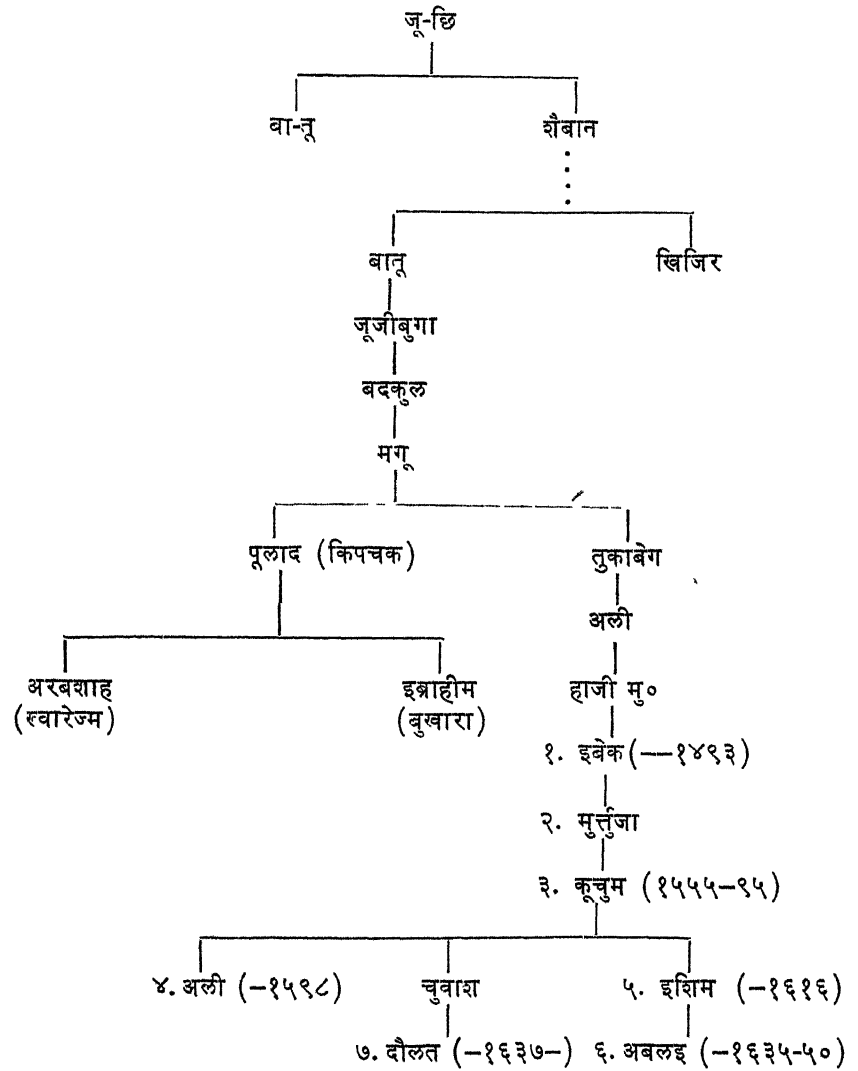 जू-छि
बा-तू शैबान
बातू ख्रिजिर
जूजीबुगा
बदकुल
मगू
पूलाद (किपचक) तुकाबेग
अली
अरबशाह इब्राहीम हाजी मु०
(ख्वारेज्म) (बुखारा)
१. इबेक (—१४९३)
२. मुर्त्तुजा
३. कूचुम (१५५५–९५)
४. अली (–१५९८) चुवाश ५. इशिम (–१६१६)
७. दौलत (–१६३७–) ६. अबलइ (–१६३५-५०)